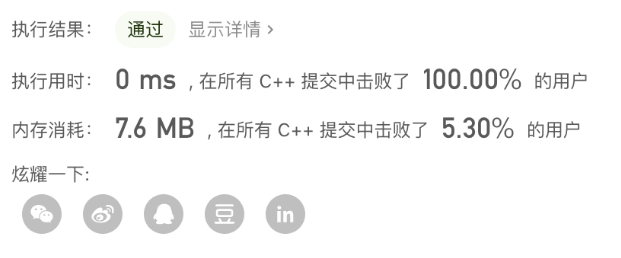 执行结果： 通过 显示详情 >
执行用时： 0 ms , 在所有 C++ 提交中击败了 100.00% 的用户
内存消耗： 7.6 MB , 在所有 C++ 提交中击败了 5.30% 的用户
炫耀一下:
豆 in